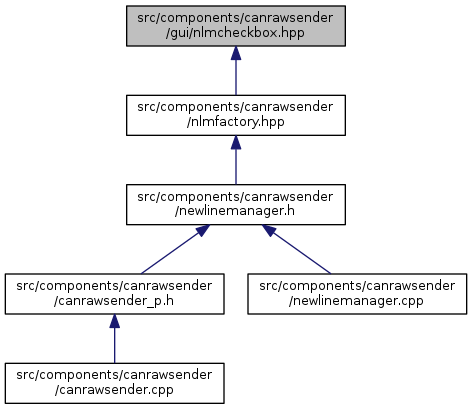 src/components/canrawsender
/gui/nlmcheckbox.hpp
src/components/canrawsender
/nlmfactory.hpp
src/components/canrawsender
/newlinemanager.h
src/components/canrawsender
/canrawsender_p.h
src/components/canrawsender
/newlinemanager.cpp
src/components/canrawsender
/canrawsender.cpp